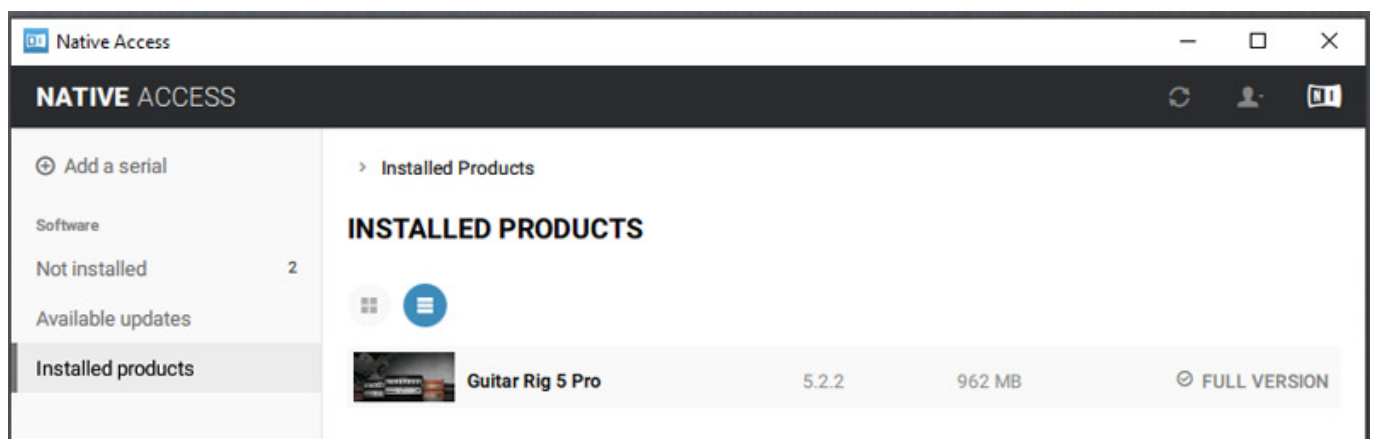 Native Access
NATIVE ACCESS
NI
Add a serial
Software
Not installed 2
Available updates
Installed products
> Installed Products
INSTALLED PRODUCTS
Guitar Rig 5 Pro 5.2.2 962 MB FULL VERSION